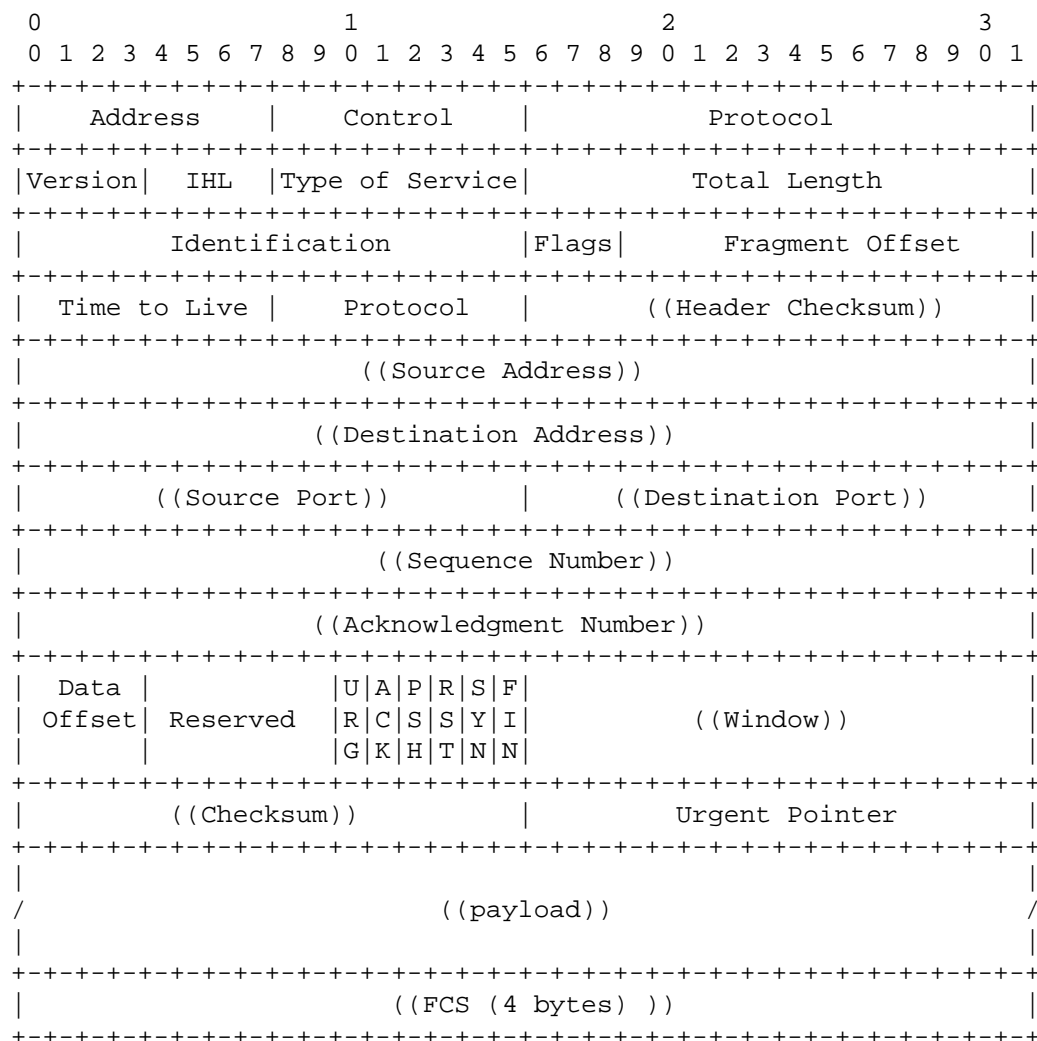 0                   1                   2                   3
 0 1 2 3 4 5 6 7 8 9 0 1 2 3 4 5 6 7 8 9 0 1 2 3 4 5 6 7 8 9 0 1
+-+-+-+-+-+-+-+-+-+-+-+-+-+-+-+-+-+-+-+-+-+-+-+-+-+-+-+-+-+-+-+-+
|    Address    |    Control    |           Protocol            |
+-+-+-+-+-+-+-+-+-+-+-+-+-+-+-+-+-+-+-+-+-+-+-+-+-+-+-+-+-+-+-+-+
|Version|  IHL  |Type of Service|          Total Length         |
+-+-+-+-+-+-+-+-+-+-+-+-+-+-+-+-+-+-+-+-+-+-+-+-+-+-+-+-+-+-+-+-+
|         Identification        |Flags|      Fragment Offset    |
+-+-+-+-+-+-+-+-+-+-+-+-+-+-+-+-+-+-+-+-+-+-+-+-+-+-+-+-+-+-+-+-+
|  Time to Live |    Protocol   |       ((Header Checksum))     |
+-+-+-+-+-+-+-+-+-+-+-+-+-+-+-+-+-+-+-+-+-+-+-+-+-+-+-+-+-+-+-+-+
|                     ((Source Address))                        |
+-+-+-+-+-+-+-+-+-+-+-+-+-+-+-+-+-+-+-+-+-+-+-+-+-+-+-+-+-+-+-+-+
|                  ((Destination Address))                      |
+-+-+-+-+-+-+-+-+-+-+-+-+-+-+-+-+-+-+-+-+-+-+-+-+-+-+-+-+-+-+-+-+
|        ((Source Port))        |     ((Destination Port))      |
+-+-+-+-+-+-+-+-+-+-+-+-+-+-+-+-+-+-+-+-+-+-+-+-+-+-+-+-+-+-+-+-+
|                      ((Sequence Number))                      |
+-+-+-+-+-+-+-+-+-+-+-+-+-+-+-+-+-+-+-+-+-+-+-+-+-+-+-+-+-+-+-+-+
|                  ((Acknowledgment Number))                    |
+-+-+-+-+-+-+-+-+-+-+-+-+-+-+-+-+-+-+-+-+-+-+-+-+-+-+-+-+-+-+-+-+
|  Data |           |U|A|P|R|S|F|                               |
| Offset| Reserved  |R|C|S|S|Y|I|          ((Window))           |
|       |           |G|K|H|T|N|N|                               |
+-+-+-+-+-+-+-+-+-+-+-+-+-+-+-+-+-+-+-+-+-+-+-+-+-+-+-+-+-+-+-+-+
|         ((Checksum))          |         Urgent Pointer        |
+-+-+-+-+-+-+-+-+-+-+-+-+-+-+-+-+-+-+-+-+-+-+-+-+-+-+-+-+-+-+-+-+
|                                                               |
/                          ((payload))                          /
|                                                               |
+-+-+-+-+-+-+-+-+-+-+-+-+-+-+-+-+-+-+-+-+-+-+-+-+-+-+-+-+-+-+-+-+
|                       ((FCS (4 bytes) ))                      |
+-+-+-+-+-+-+-+-+-+-+-+-+-+-+-+-+-+-+-+-+-+-+-+-+-+-+-+-+-+-+-+-+